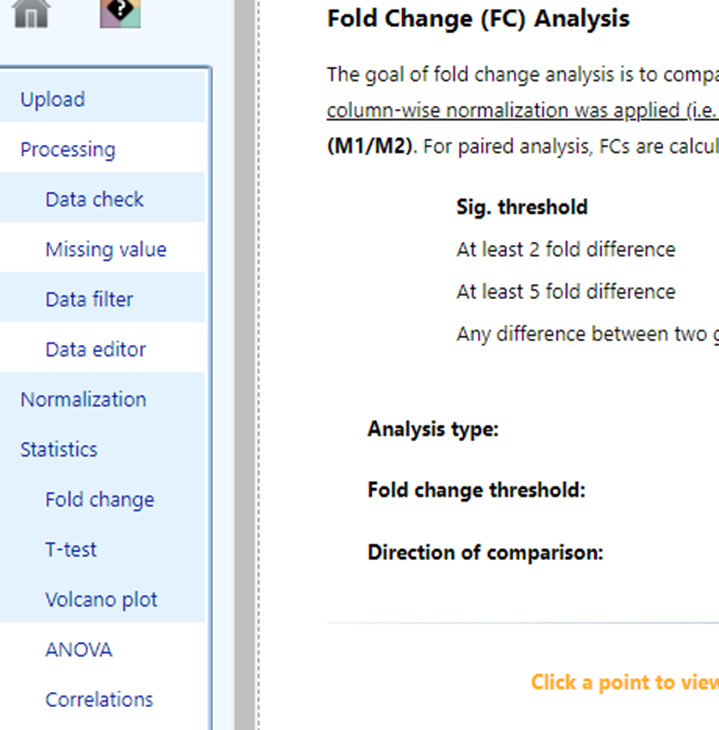 Upload
Processing
Data check
Missing value
Data filter
Data editor
Normalization
Statistics
Fold change
T-test
Volcano plot
ANOVA
Correlations
Fold Change (FC) Analysis
The goal of fold change analysis is to compa
column-wise normalization was applied (i.e.
(M1/M2). For paired analysis, FCs are calcul
Sig. threshold
At least 2 fold difference
At least 5 fold difference
Any difference between two g
Analysis type:
Fold change threshold:
Direction of comparison:
Click a point to view